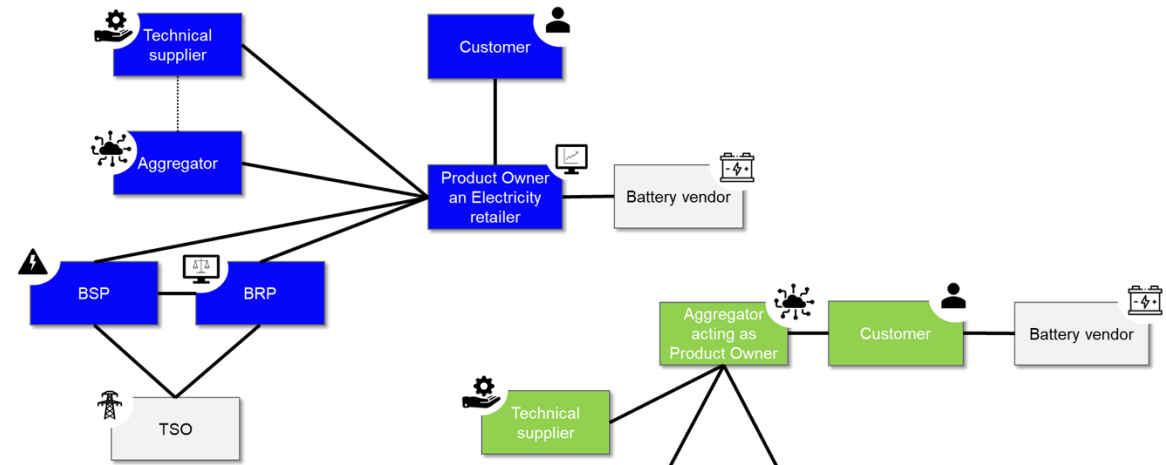 Technical
supplier
Customer
Aggregator
Product Owner
an Electricity
retailer
Battery vendor
BSP
BRP
TSO
Aggregator
acting as
Product Owner
Customer
Battery vendor
Technical
supplier